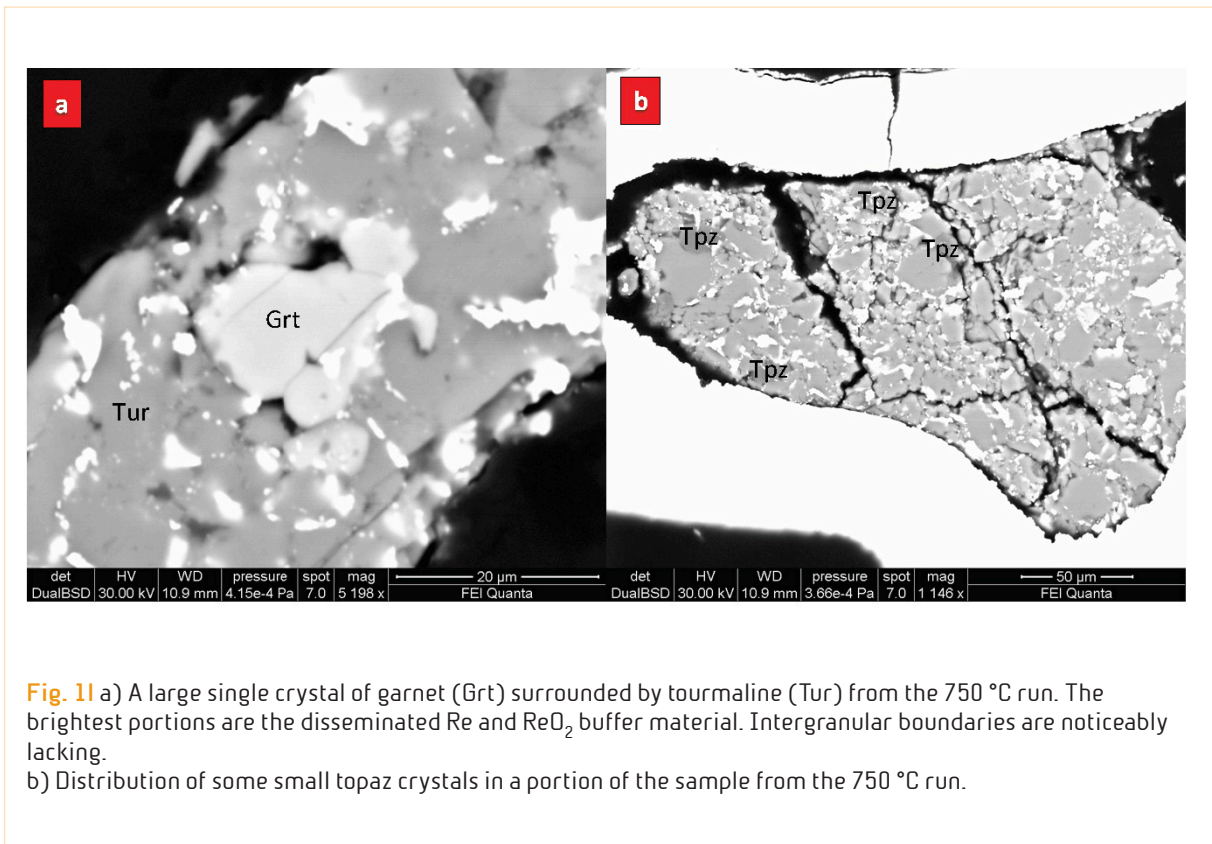 a
b
Grt
Tur
Tpz
Tpz
Tpz
Tpz
det HV WD pressure spot mag 20 µm
DualBSD 30.00 kV 10.9 mm 4.15e-4 Pa 7.0 5 198 x FEI Quanta
det HV WD pressure spot mag 50 µm
DualBSD 30.00 kV 10.9 mm 3.66e-4 Pa 7.0 1 146 x FEI Quanta
Fig. 1I a) A large single crystal of garnet (Grt) surrounded by tourmaline (Tur) from the 750 °C run. The
brightest portions are the disseminated Re and ReO₂ buffer material. Intergranular boundaries are noticeably
lacking.
b) Distribution of some small topaz crystals in a portion of the sample from the 750 °C run.